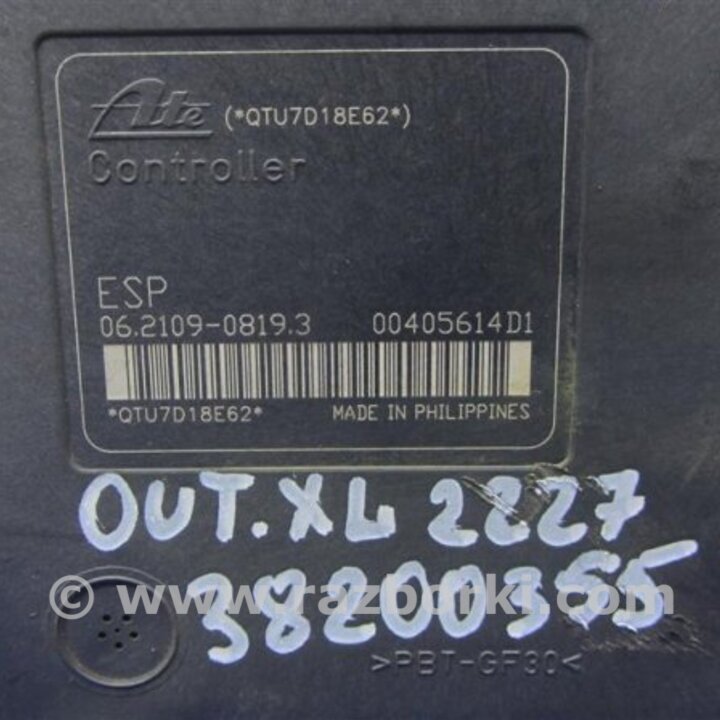 Ate (*QTU7D18E62*)
Controller
ESP
06.2109-0819.3 00405614D1
*QTU7D18E62* MADE IN PHILIPPINES
OUT.XL 2227
© www.razborki.com
38200355
>PBT-GF30<